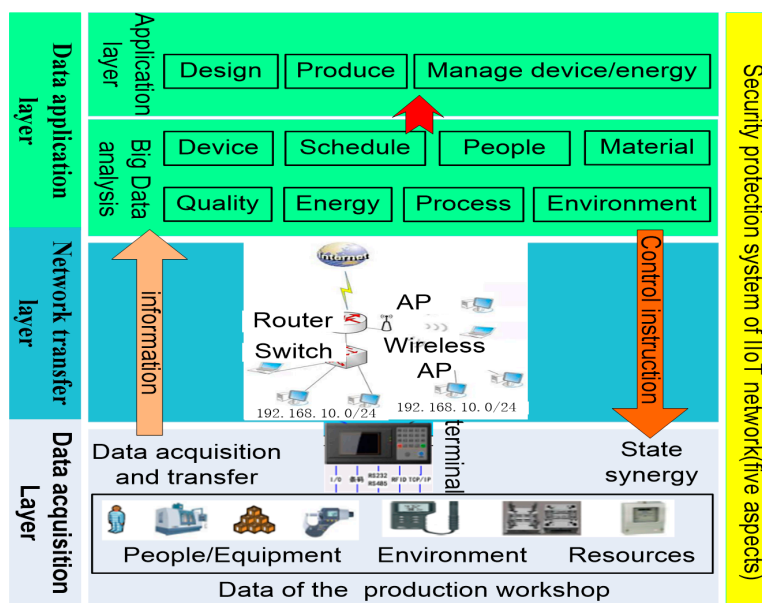 Data application
layer
Application
layer
Design
Produce
Manage device/energy
Big Data
analysis
Device
Schedule
People
Material
Quality
Energy
Process
Environment
Network transfer
layer
information
Internet
Router
AP
Switch
Wireless
AP
192. 168. 10. 0/24
192. 168. 10. 0/24
Control instruction
Data acquisition
Layer
Data acquisition
and transfer
I/O 条码 RS232 RFID TCP/IP
RS485
terminal
State
synergy
People/Equipment
Environment
Resources
Data of the production workshop
Security protection system of IIoT network(five aspects)